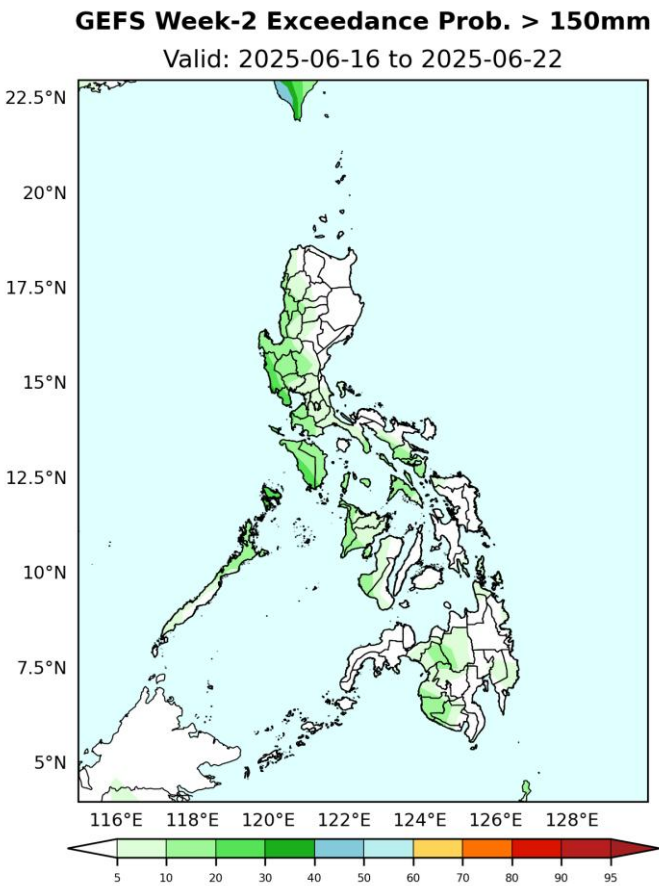 GEFS Week-2 Exceedance Prob. > 150mm
Valid: 2025-06-16 to 2025-06-22
22.5°N
20°N
17.5°N
15°N
12.5°N
10°N
7.5°N
5°N
116°E 118°E 120°E 122°E 124°E 126°E 128°E
5 10 20 30 40 50 60 70 80 90 95